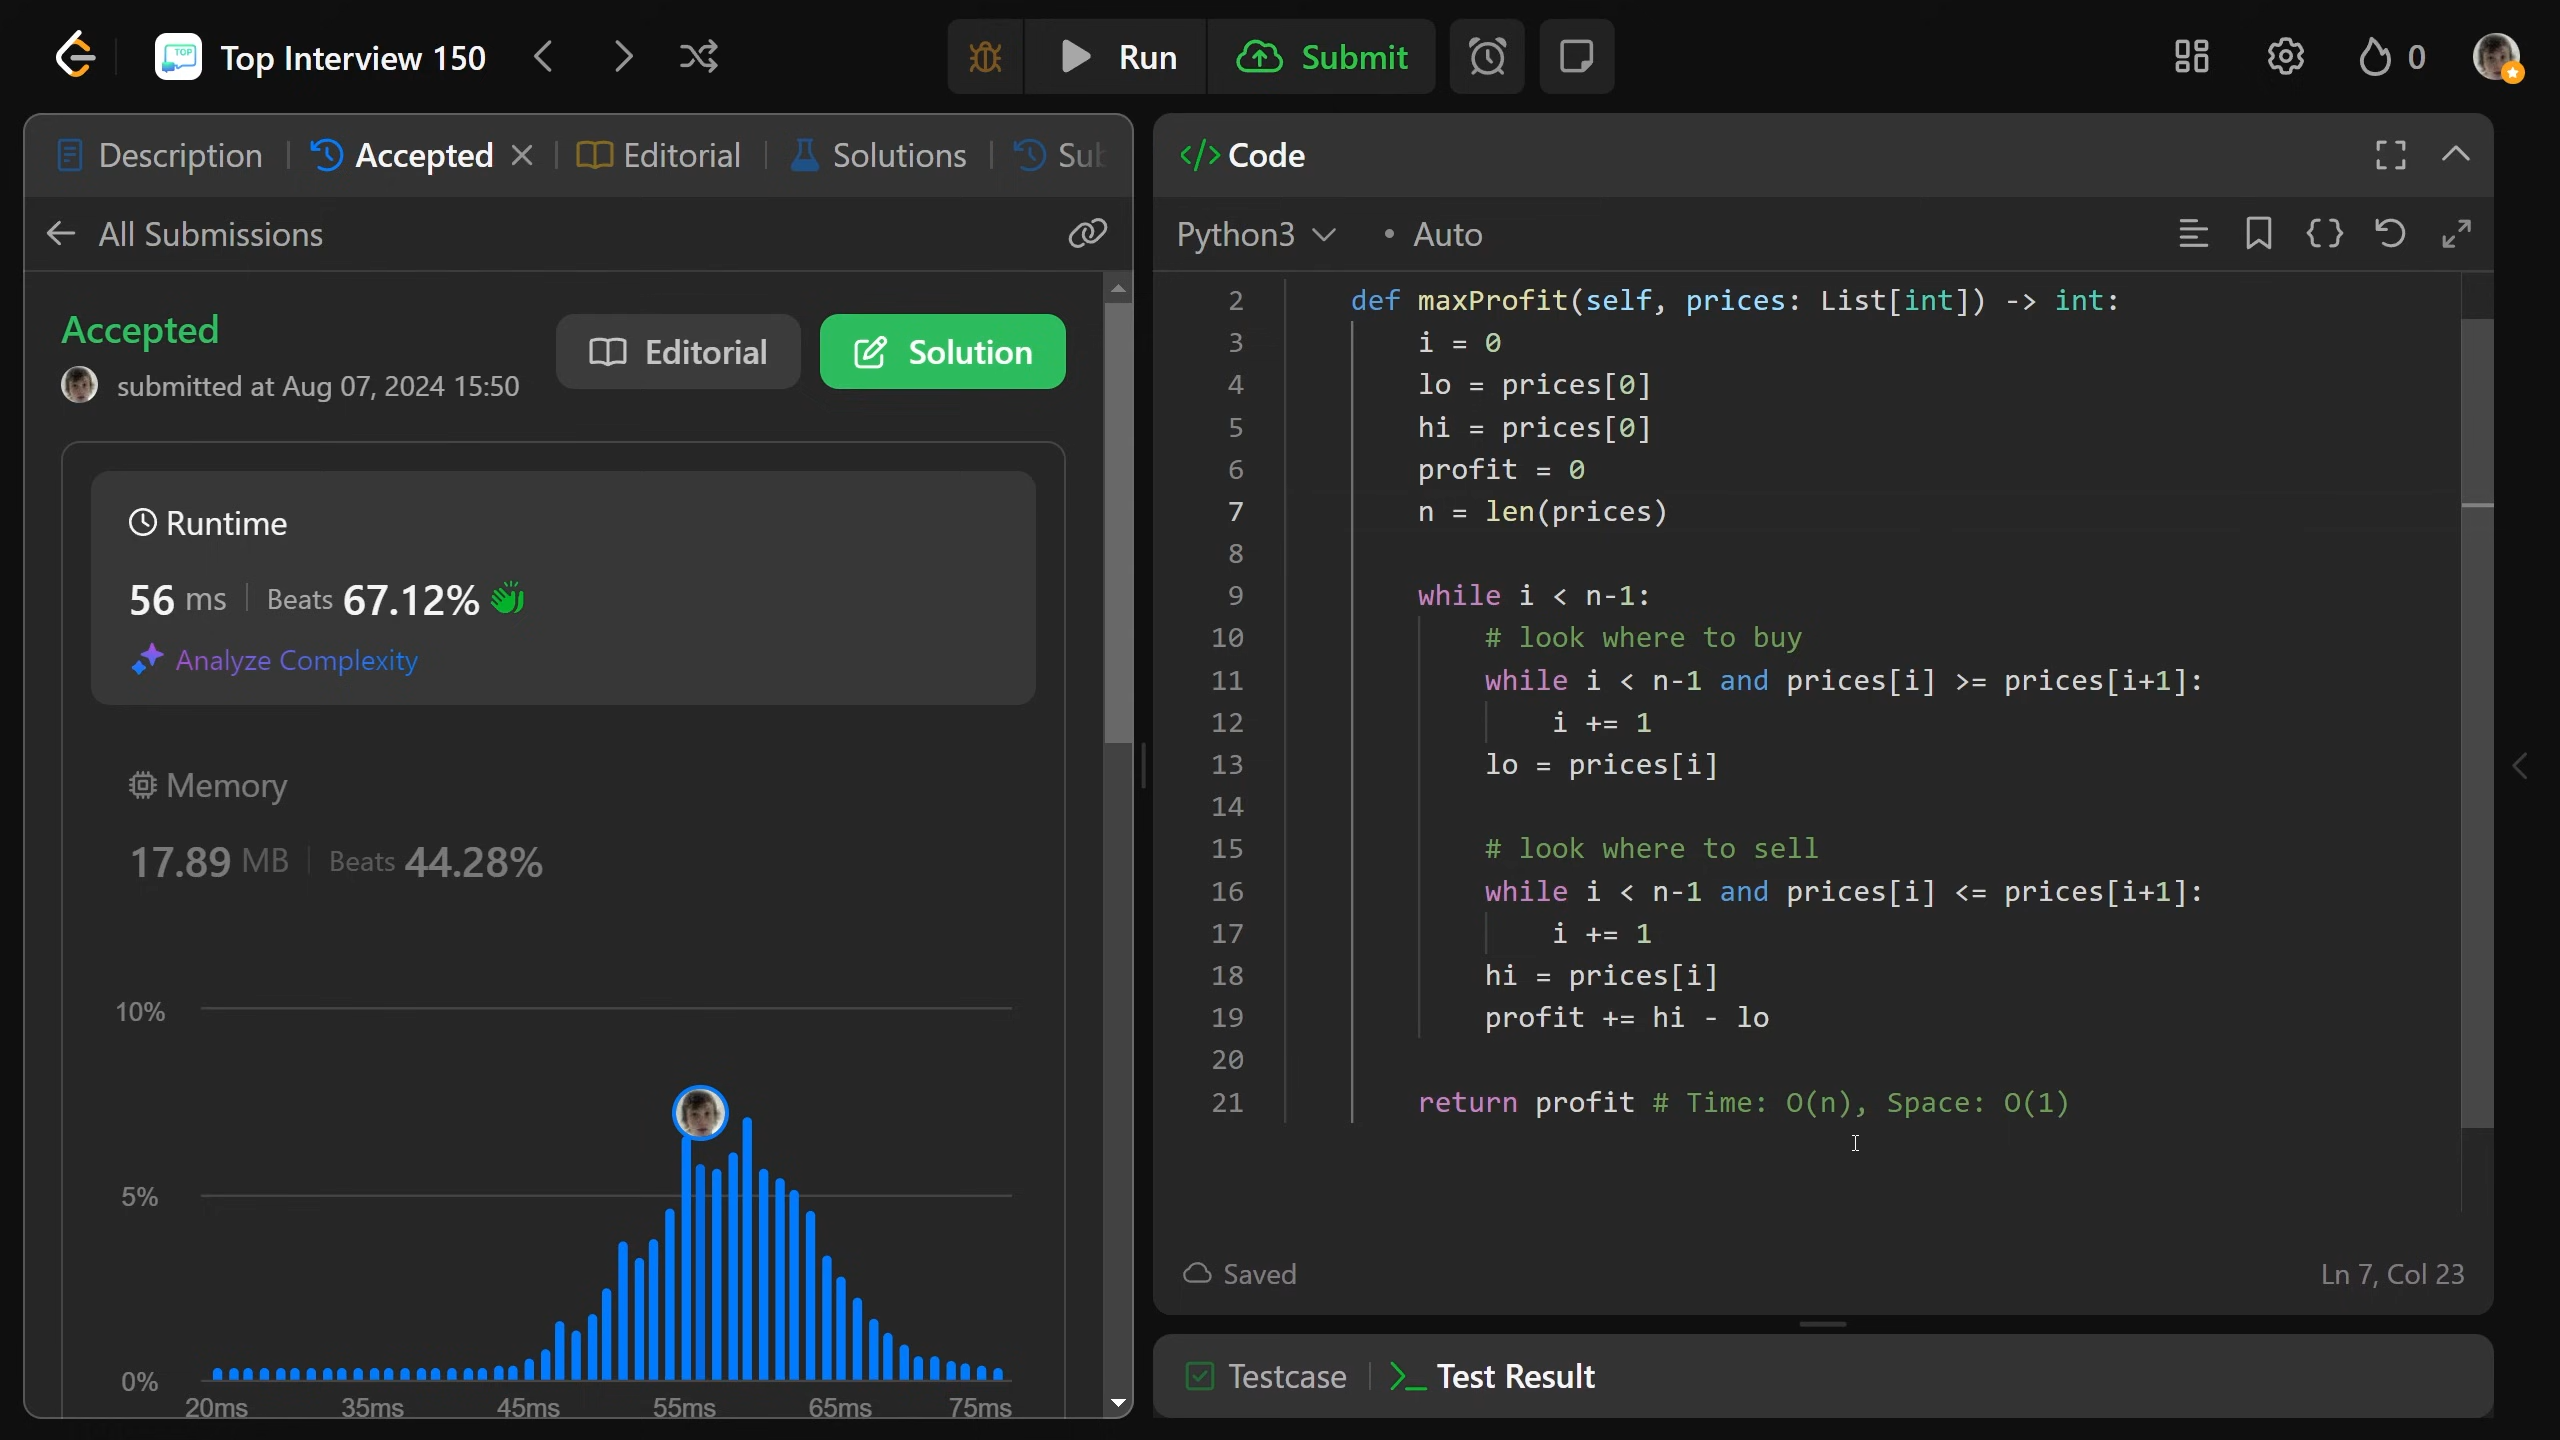 Top Interview 150
Run
Submit
0
Description
Accepted
Editorial
Solutions
Sub
All Submissions
Accepted
submitted at Aug 07, 2024 15:50
Editorial
Solution
Runtime
56 ms
Beats 67.12%
Analyze Complexity
Memory
17.89 MB
Beats 44.28%
10%
5%
0%
20ms 35ms 45ms 55ms 65ms 75ms
</> Code
Python3
• Auto
2 def maxProfit(self, prices: List[int]) -> int:
3 i = 0
4 lo = prices[0]
5 hi = prices[0]
6 profit = 0
7 n = len(prices)
8
9 while i < n-1:
10 # look where to buy
11 while i < n-1 and prices[i] >= prices[i+1]:
12 i += 1
13 lo = prices[i]
14
15 # look where to sell
16 while i < n-1 and prices[i] <= prices[i+1]:
17 i += 1
18 hi = prices[i]
19 profit += hi - lo
20
21 return profit # Time: O(n), Space: O(1)
Saved
Ln 7, Col 23
Testcase
Test Result